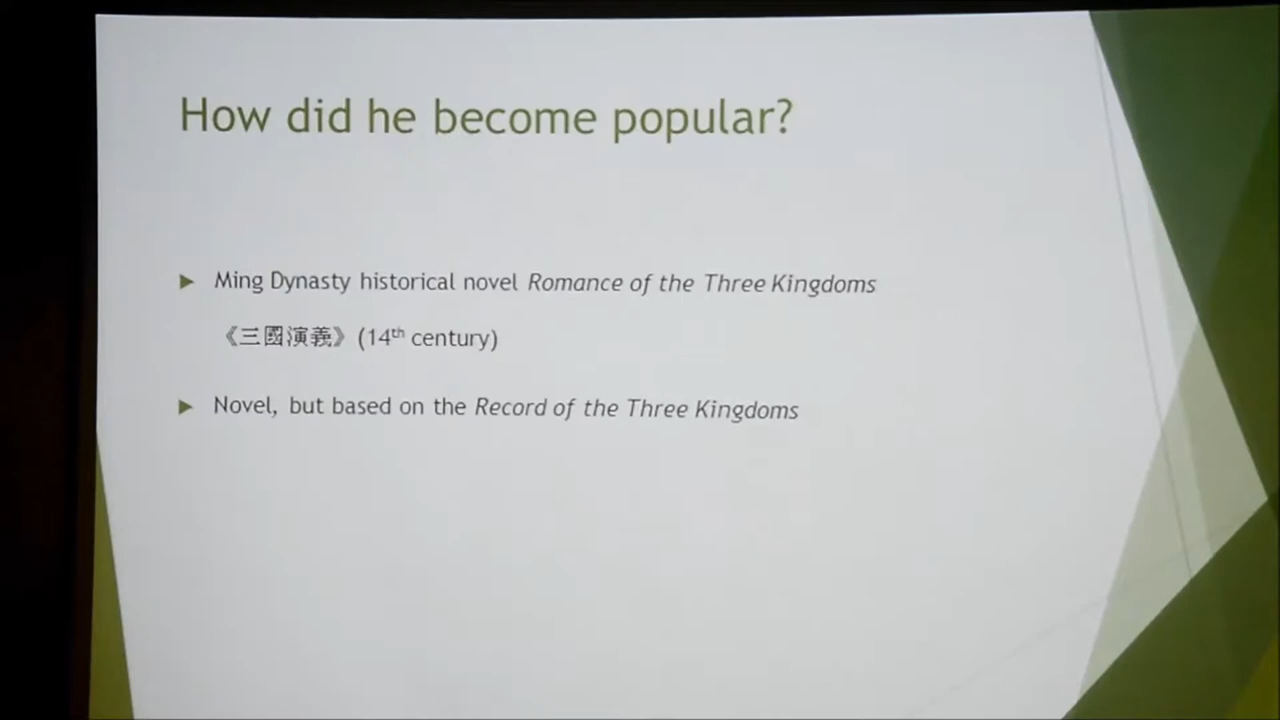 How did he become popular?
Ming Dynasty historical novel Romance of the Three Kingdoms
《三國演義》(14th century)
Novel, but based on the Record of the Three Kingdoms